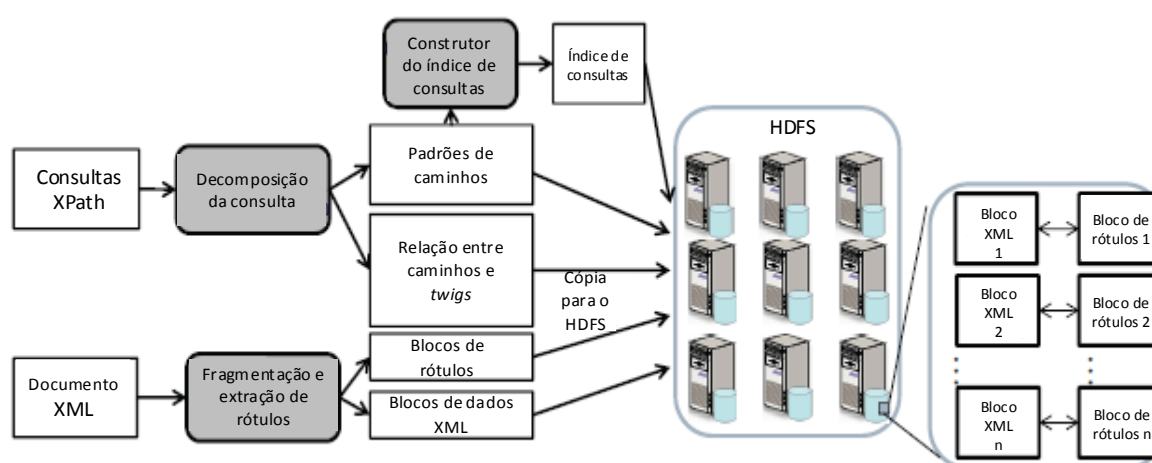 Construtor
do índice de
consultas
Índice de
consultas
HDFS
Consultas
XPath
Decomposição
da consulta
Padrões de
caminhos
Relação entre
caminhos e
twigs
Cópia
para o
HDFS
Documento
XML
Fragmentação e
extração de
rótulos
Blocos de
rótulos
Blocos de dados
XML
Bloco
XML
1
Bloco de
rótulos 1
Bloco
XML
2
Bloco de
rótulos 2
Bloco
XML
n
Bloco de
rótulos n